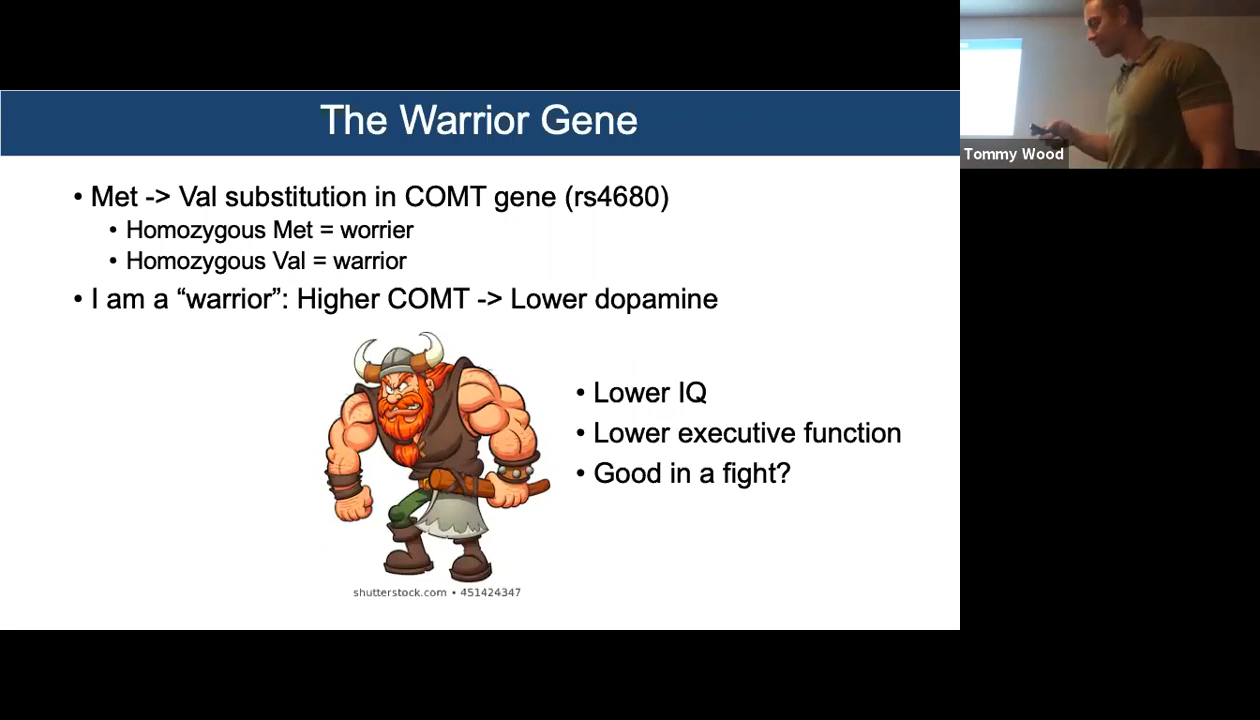 The Warrior Gene
• Met -> Val substitution in COMT gene (rs4680)
• Homozygous Met = worrier
• Homozygous Val = warrior
• I am a “warrior”: Higher COMT -> Lower dopamine
• Lower IQ
• Lower executive function
• Good in a fight?
shutterstock.com • 451424347
Tommy Wood